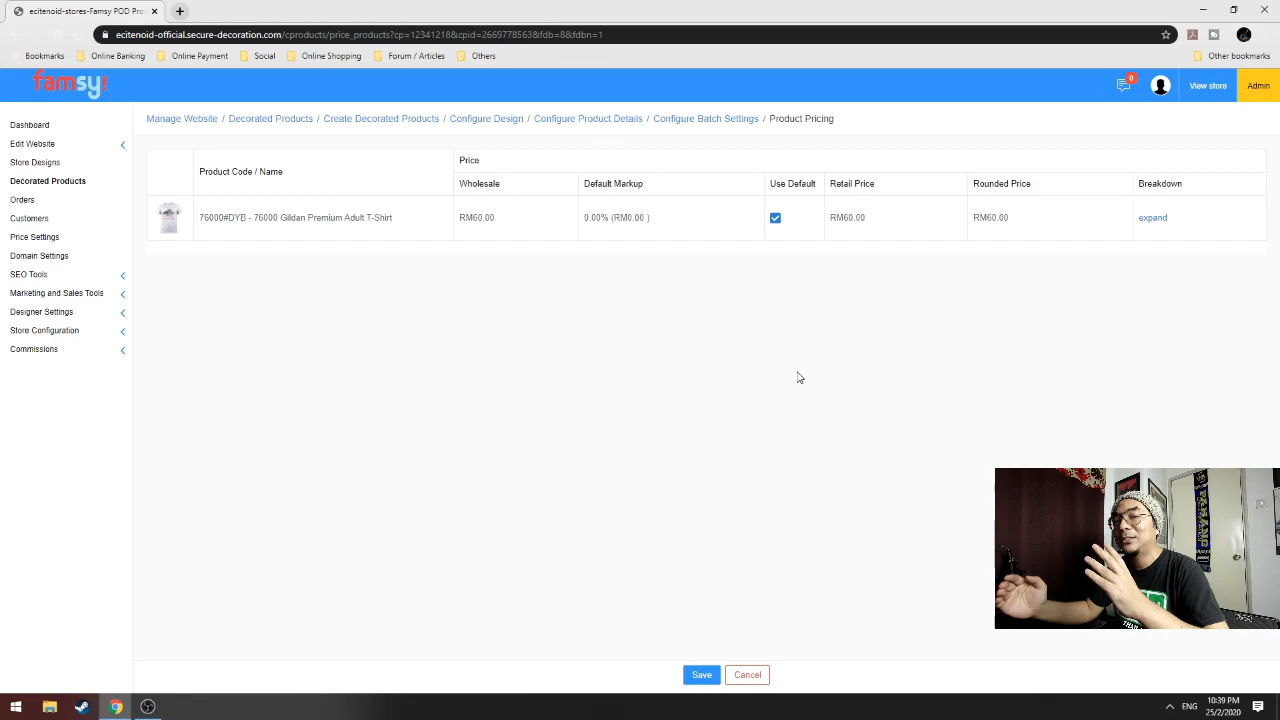 ecitenoid-stores-Famsy POD Pro
ecitenoid-official.secure-decoration.com/cproducts/price_products?cp=12341218&cpid=2669778563&fdb=8&fdbn=1
Bookmarks Online Banking Online Payment Social Online Shopping Forum / Articles Others Other bookmarks
famsy!
0 View store Admin
Manage Website / Decorated Products / Create Decorated Products / Configure Design / Configure Product Details / Configure Batch Settings / Product Pricing
Dashboard
Edit Website
Store Designs
Decorated Products
Orders
Customers
Price Settings
Domain Settings
SEO Tools
Marketing and Sales Tools
Designer Settings
Store Configuration
Commissions
Product Code / Name Price
Wholesale Default Markup Use Default Retail Price Rounded Price Breakdown
76000#DYB - 76000 Gildan Premium Adult T-Shirt RM60.00 0.00% (RM0.00 ) RM60.00 RM60.00 expand
Save Cancel
ENG
10:39 PM
25/2/2020